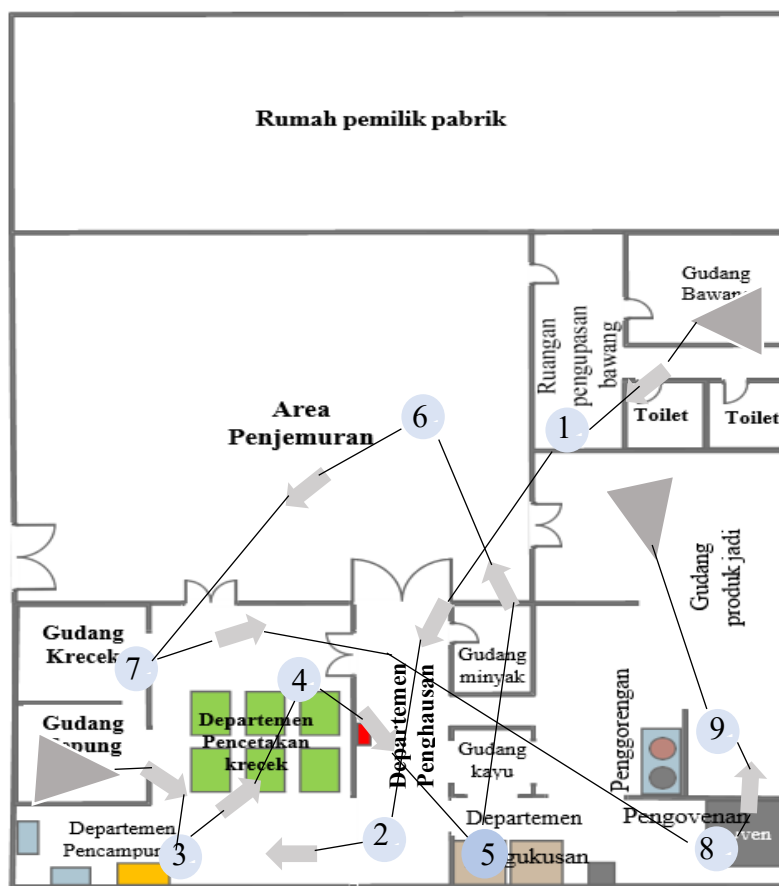 Rumah pemilik pabrik
Gudang
Ruangan
pengupasan
bawang
1
Toilet
Toilet
6
Area
Penjemuran
Gudang
produk jadi
Gudang
Krecek
7
4
Gudang
minyak
Departemen
Penghausan
Gudang
Departemen
Pencetakan
krecek
Gudang
kayu
Penggorengan
9
Departemen
3
2
Departemen
5
Pengovenan
8